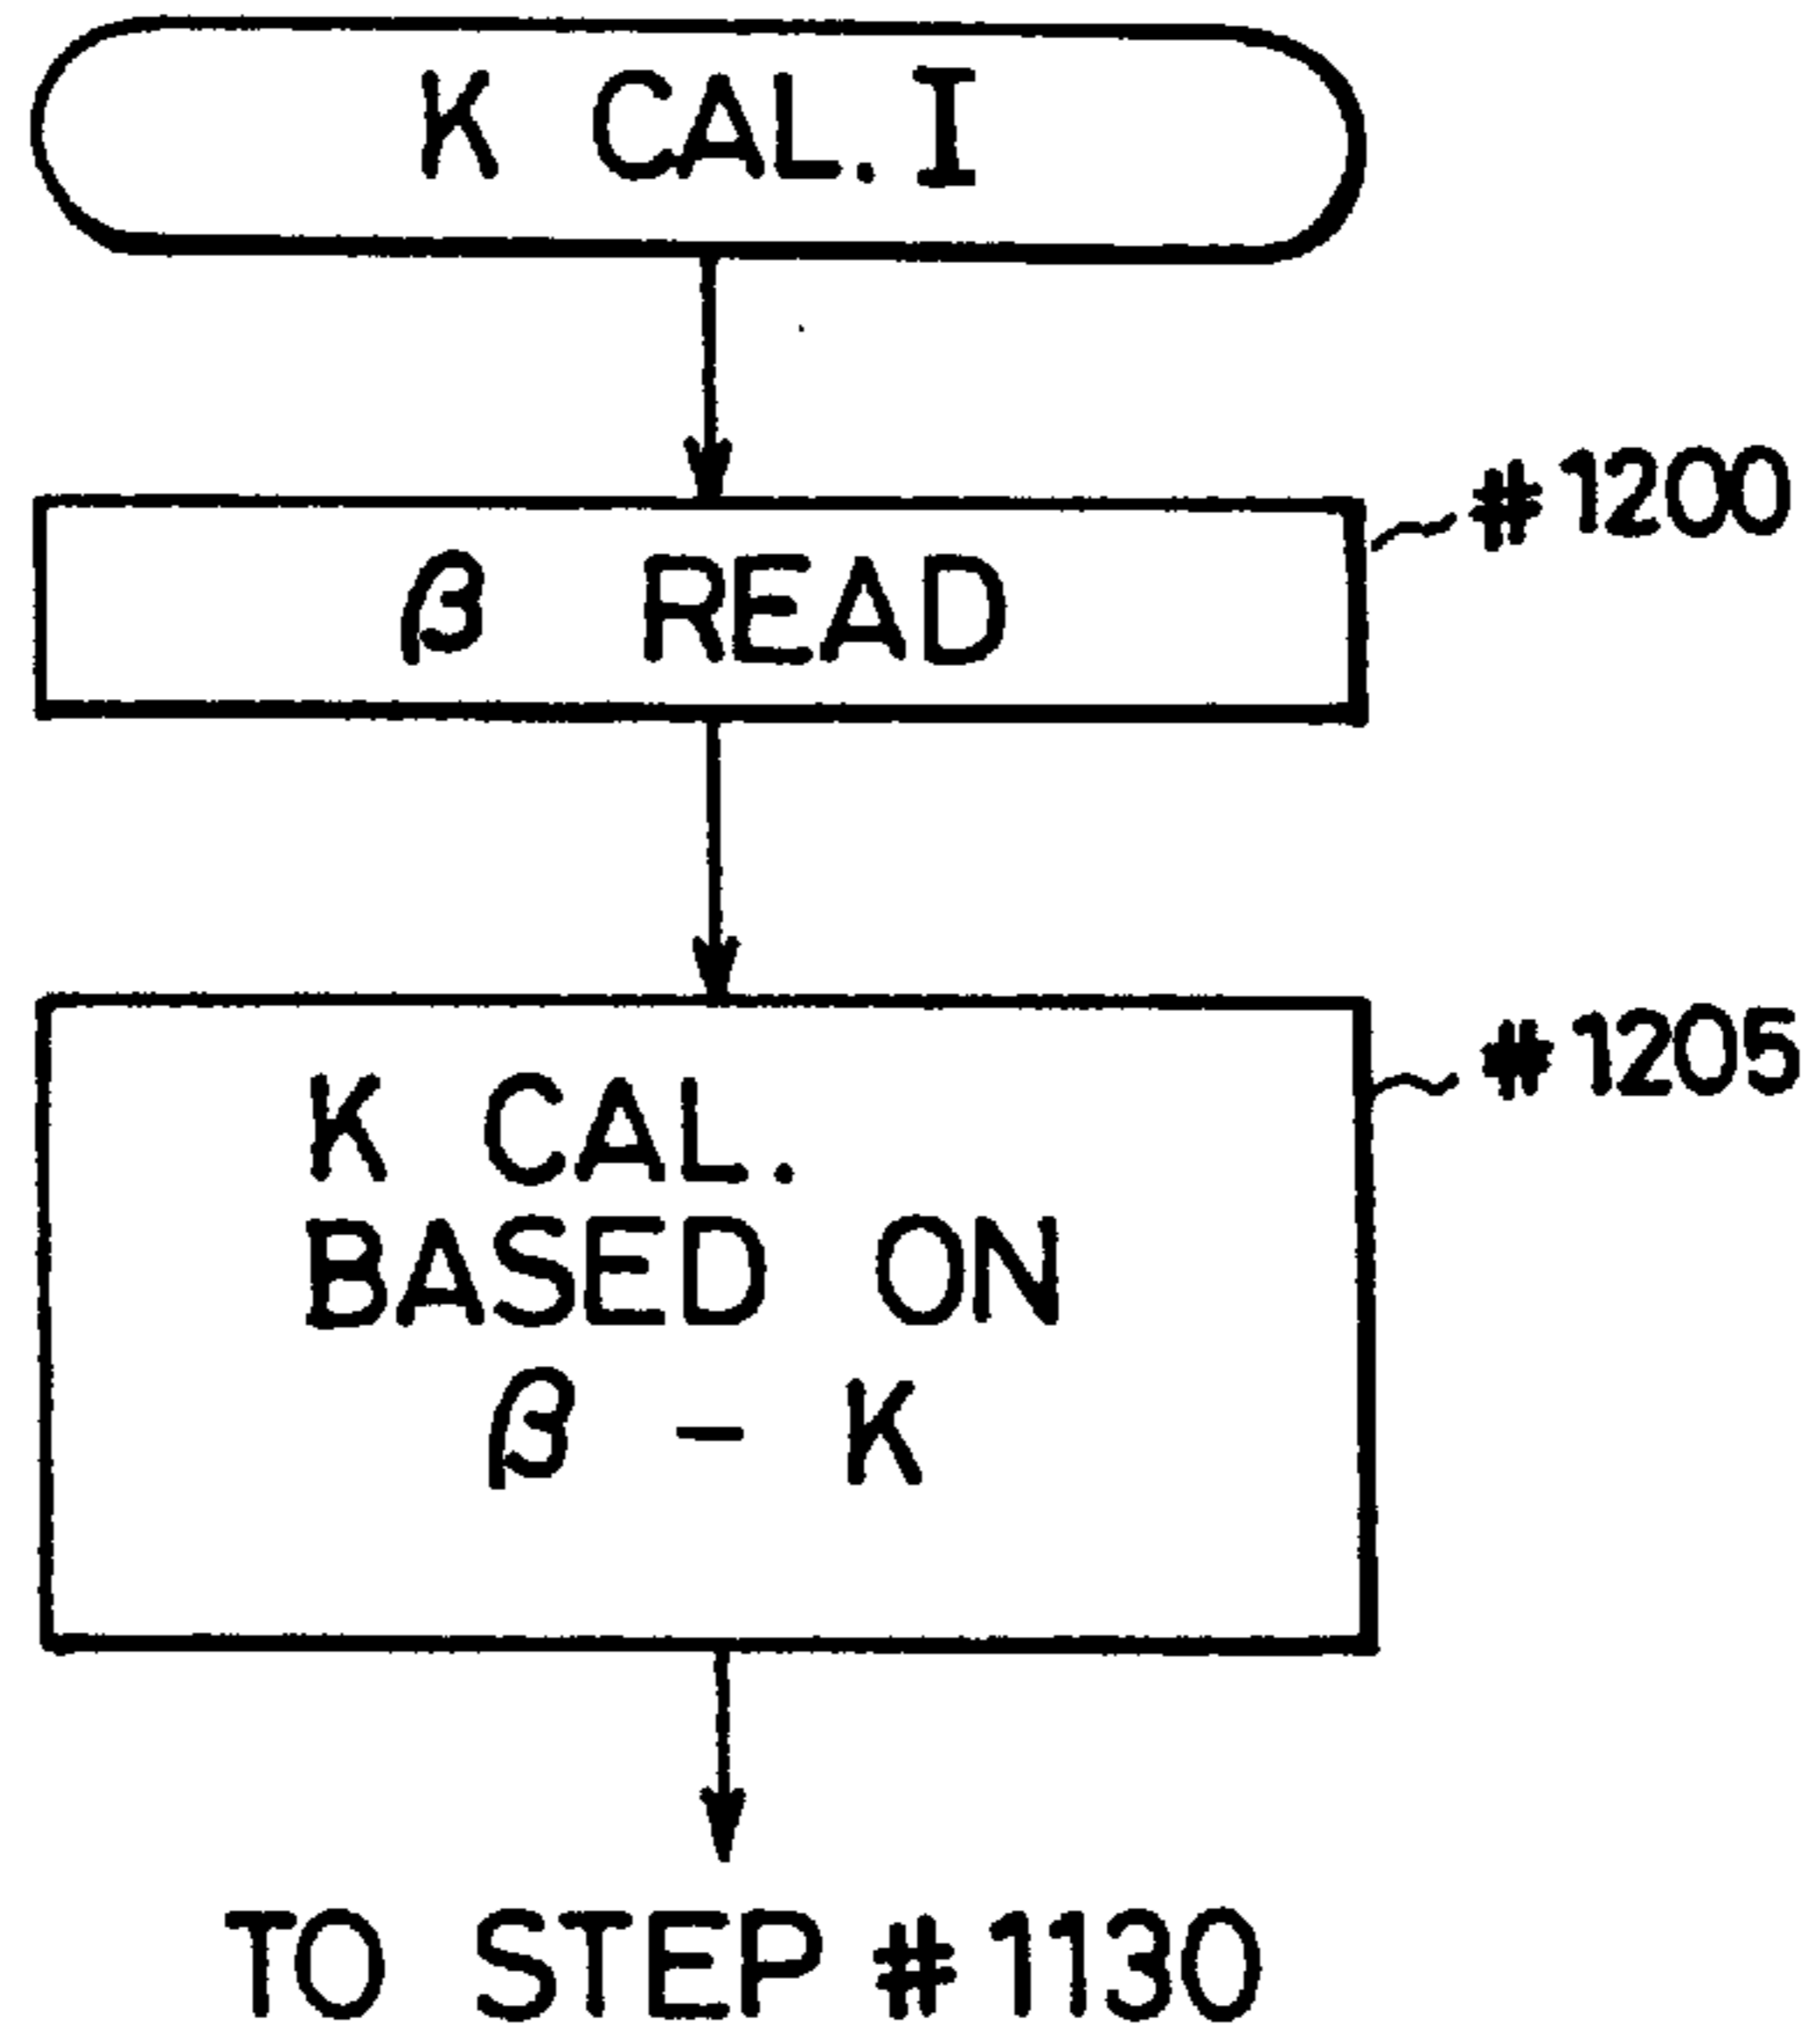 K CAL. I
#1200
β READ
#1205
K CAL.
BASED ON
β - K
TO STEP #1130